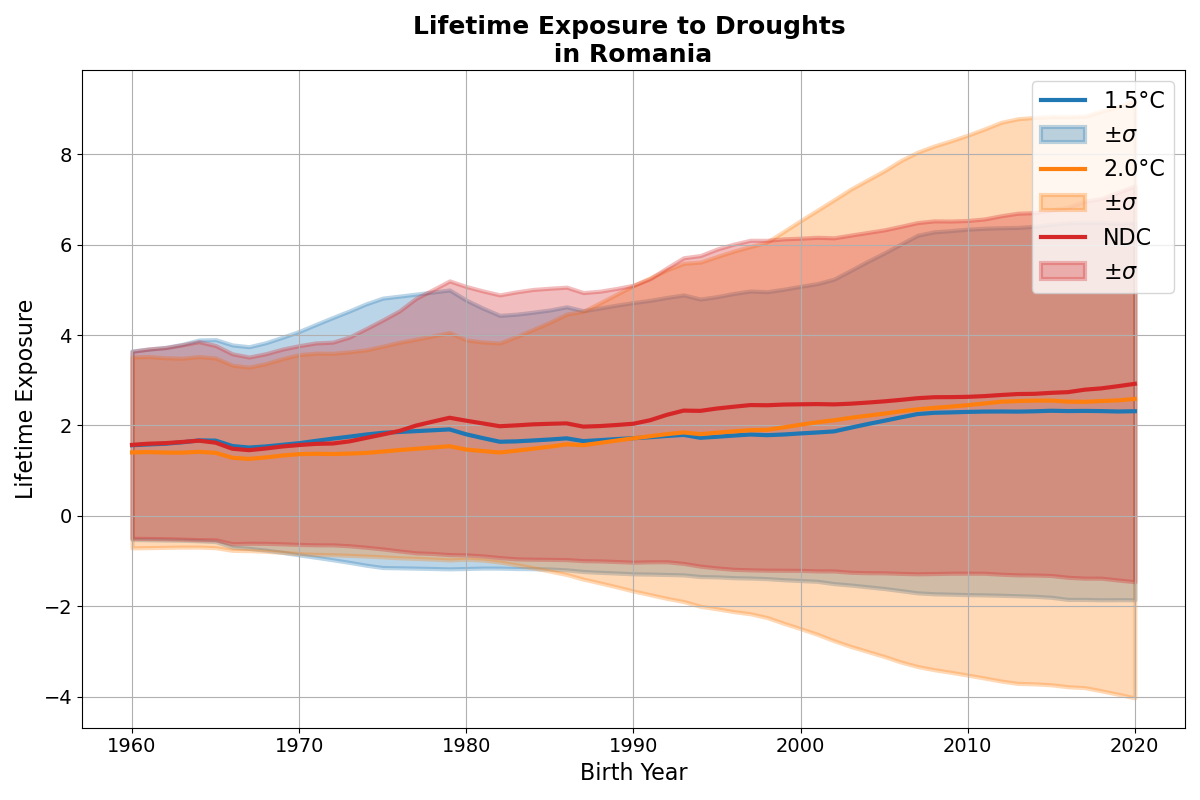 Lifetime Exposure to Droughts
in Romania
Lifetime Exposure
8
6
4
2
0
−2
−4
1960
1970
1980
1990
2000
2010
2020
Birth Year
1.5°C
±σ
2.0°C
±σ
NDC
±σ